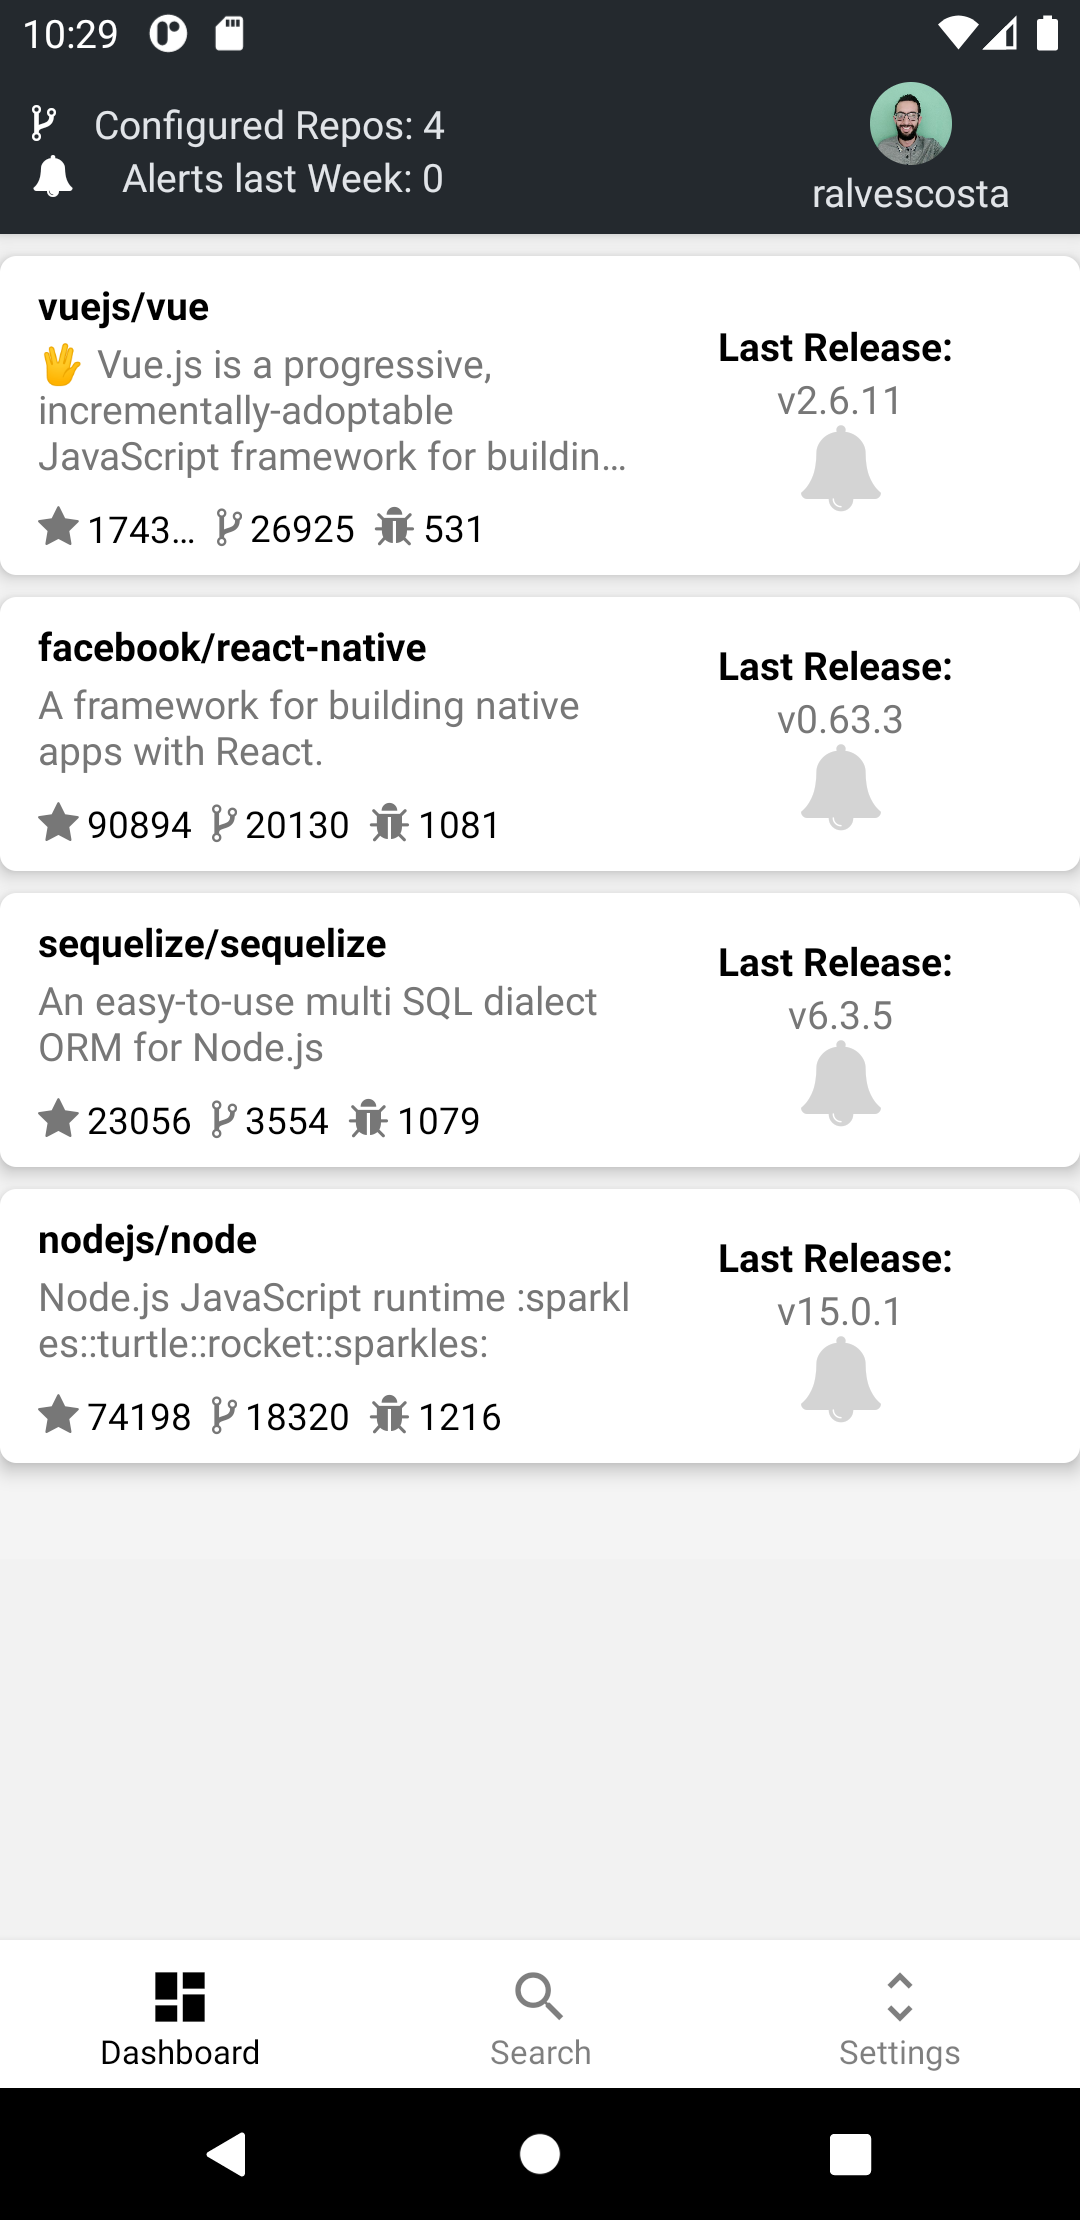 10:29
Configured Repos: 4
Alerts last Week: 0
ralvescosta
vuejs/vue
🖖 Vue.js is a progressive,
incrementally-adoptable
JavaScript framework for buildin…
1743… 26925 531
Last Release:
v2.6.11
facebook/react-native
A framework for building native
apps with React.
90894 20130 1081
Last Release:
v0.63.3
sequelize/sequelize
An easy-to-use multi SQL dialect
ORM for Node.js
23056 3554 1079
Last Release:
v6.3.5
nodejs/node
Node.js JavaScript runtime :sparkl
es::turtle::rocket::sparkles:
74198 18320 1216
Last Release:
v15.0.1
Dashboard
Search
Settings